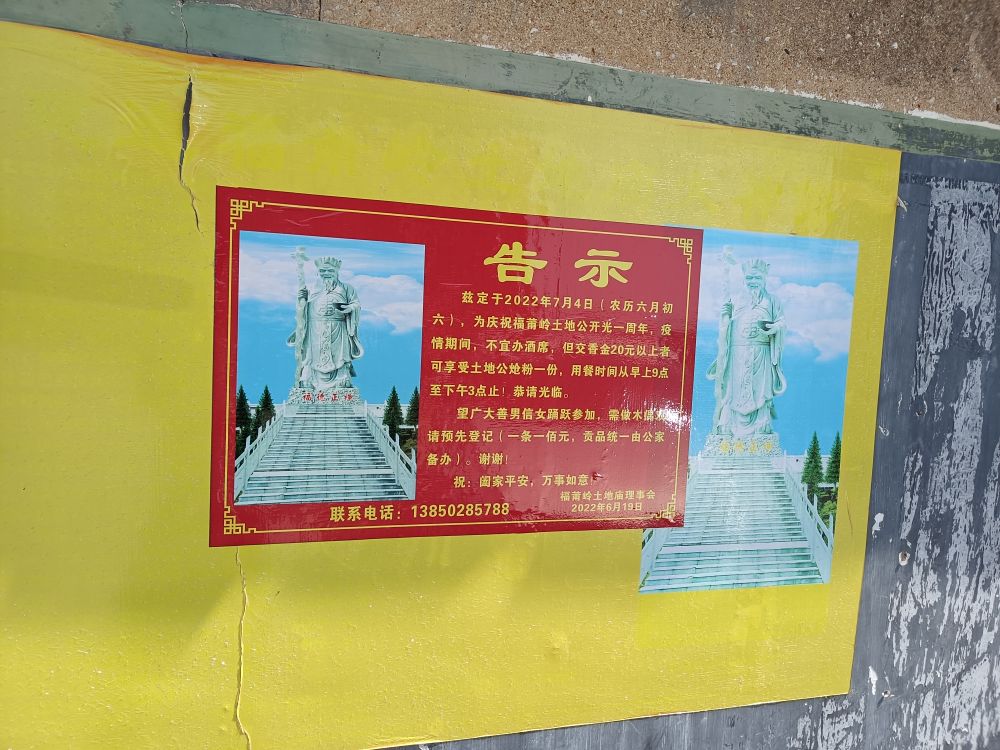 告示
兹定于2022年7月4日（农历六月初
六），为庆祝福莆岭土地公开光一周年，疫
情期间，不宜办酒席，但交香金20元以上者
可享受土地公炝粉一份，用餐时间从早上9点
至下午3点止！恭请光临。
望广大善男信女踊跃参加，需做木偶
请预先登记（一条一佰元，贡品统一由公家
备办）。谢谢！
祝：阖家平安，万事如意！
福莆岭土地庙理事会
2022年6月19日
联系电话：13850285788
福德正神